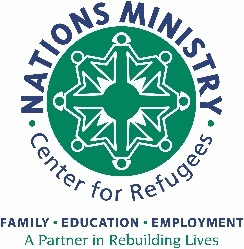 NATIONS MINISTRY
• Center for Refugees •
FAMILY • EDUCATION • EMPLOYMENT
A Partner in Rebuilding Lives